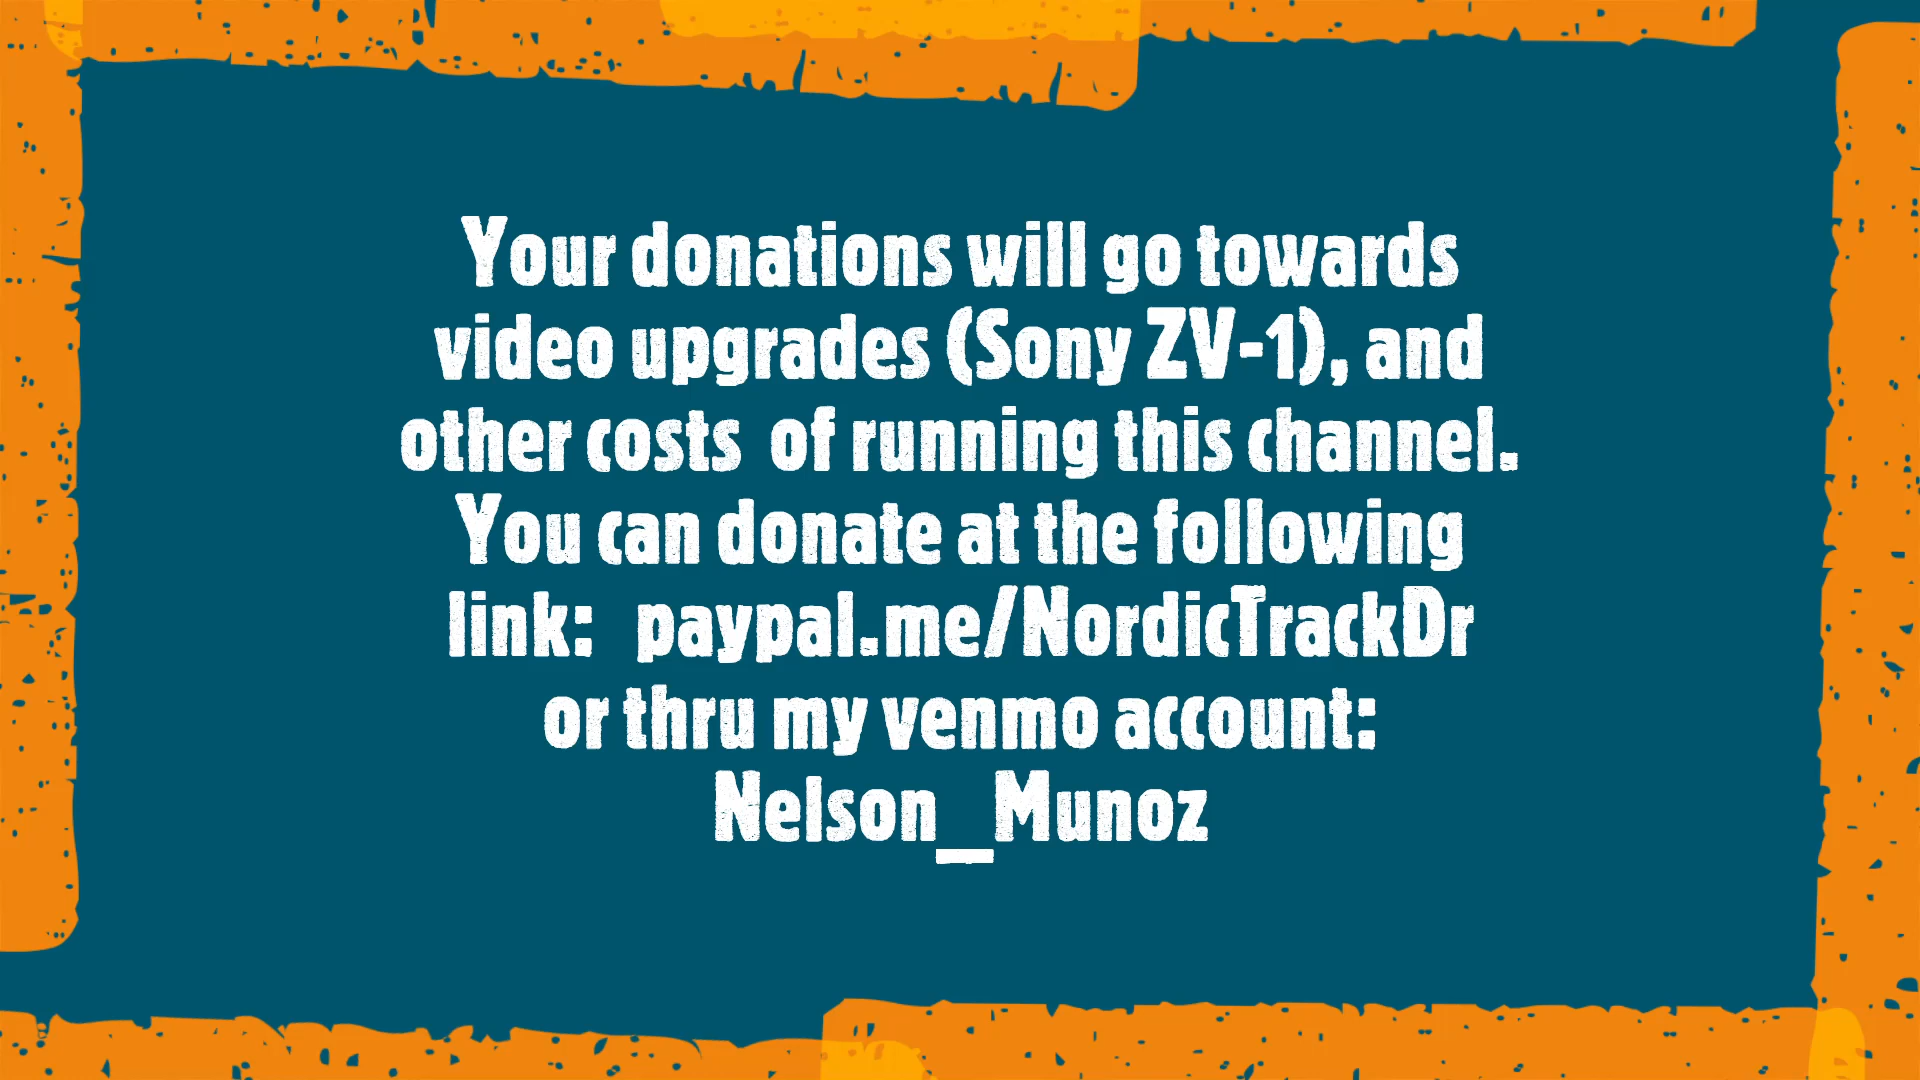 Your donations will go towards
video upgrades (Sony ZV-1), and
other costs of running this channel.
You can donate at the following
link: paypal.me/NordicTrackDr
or thru my venmo account:
Nelson_Munoz